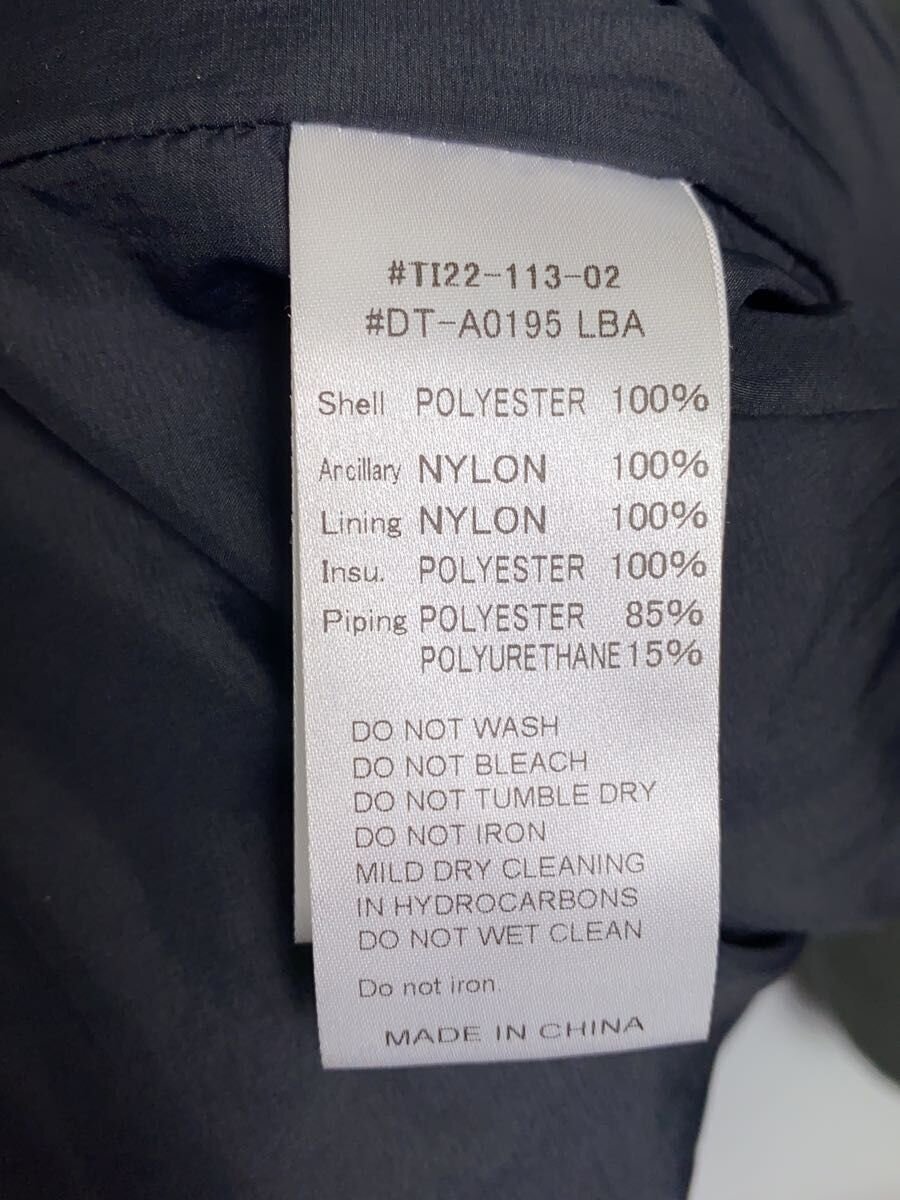 #TI22-113-02
#DT-A0195 LBA
Shell POLYESTER 100%
Arcillary NYLON 100%
Lining NYLON 100%
Insu. POLYESTER 100%
Piping POLYESTER 85%
POLYURETHANE 15%
DO NOT WASH
DO NOT BLEACH
DO NOT TUMBLE DRY
DO NOT IRON
MILD DRY CLEANING
IN HYDROCARBONS
DO NOT WET CLEAN
Do not iron.
MADE IN CHINA